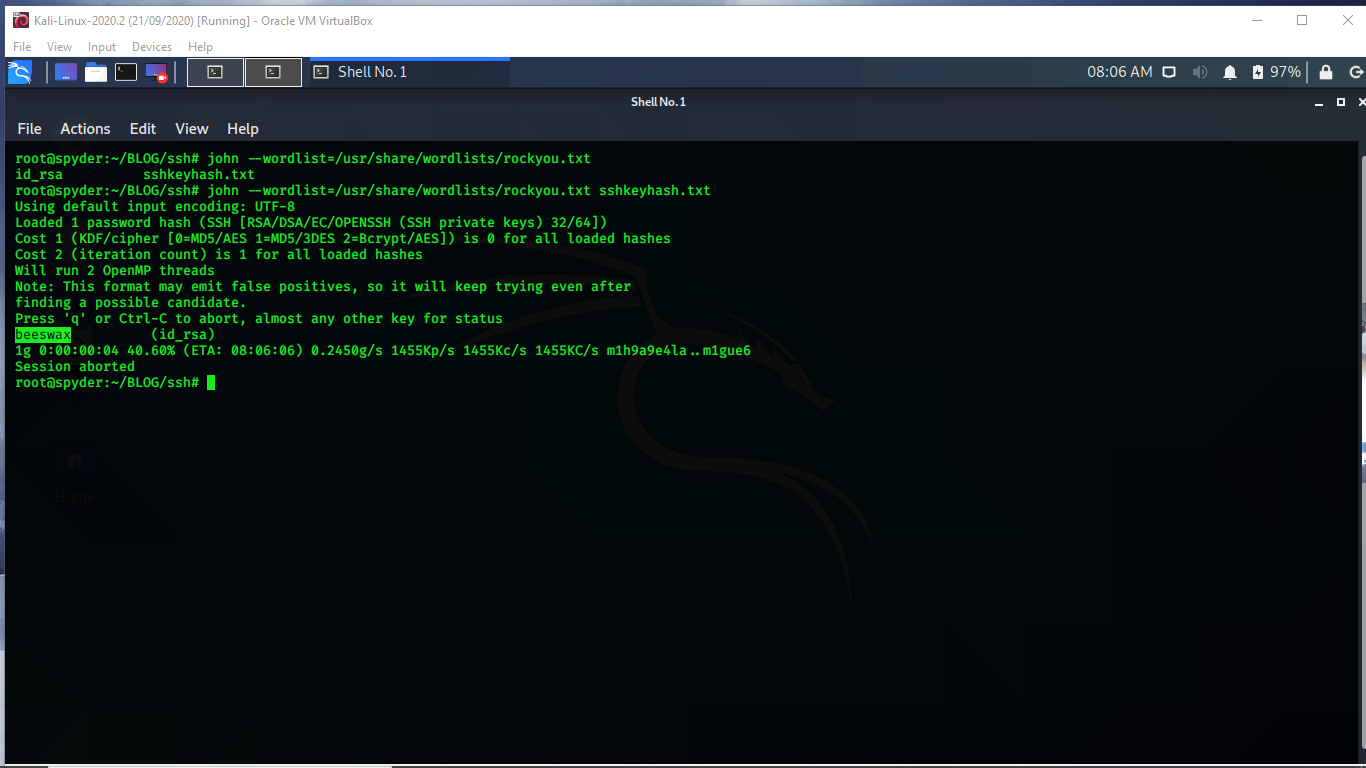 Kali-Linux-2020.2 (21/09/2020) [Running] - Oracle VM VirtualBox
File View Input Devices Help
Shell No. 1 08:06 AM 97%
Shell No. 1
File Actions Edit View Help
root@spyder:~/BLOG/ssh# john --wordlist=/usr/share/wordlists/rockyou.txt
id_rsa sshkeyhash.txt
root@spyder:~/BLOG/ssh# john --wordlist=/usr/share/wordlists/rockyou.txt sshkeyhash.txt
Using default input encoding: UTF-8
Loaded 1 password hash (SSH [RSA/DSA/EC/OPENSSH (SSH private keys) 32/64])
Cost 1 (KDF/cipher [0=MD5/AES 1=MD5/3DES 2=Bcrypt/AES]) is 0 for all loaded hashes
Cost 2 (iteration count) is 1 for all loaded hashes
Will run 2 OpenMP threads
Note: This format may emit false positives, so it will keep trying even after
finding a possible candidate.
Press 'q' or Ctrl-C to abort, almost any other key for status
beeswax (id_rsa)
1g 0:00:00:04 40.60% (ETA: 08:06:06) 0.2450g/s 1455Kp/s 1455Kc/s 1455KC/s m1h9a9e4la..m1gue6
Session aborted
root@spyder:~/BLOG/ssh#
Home